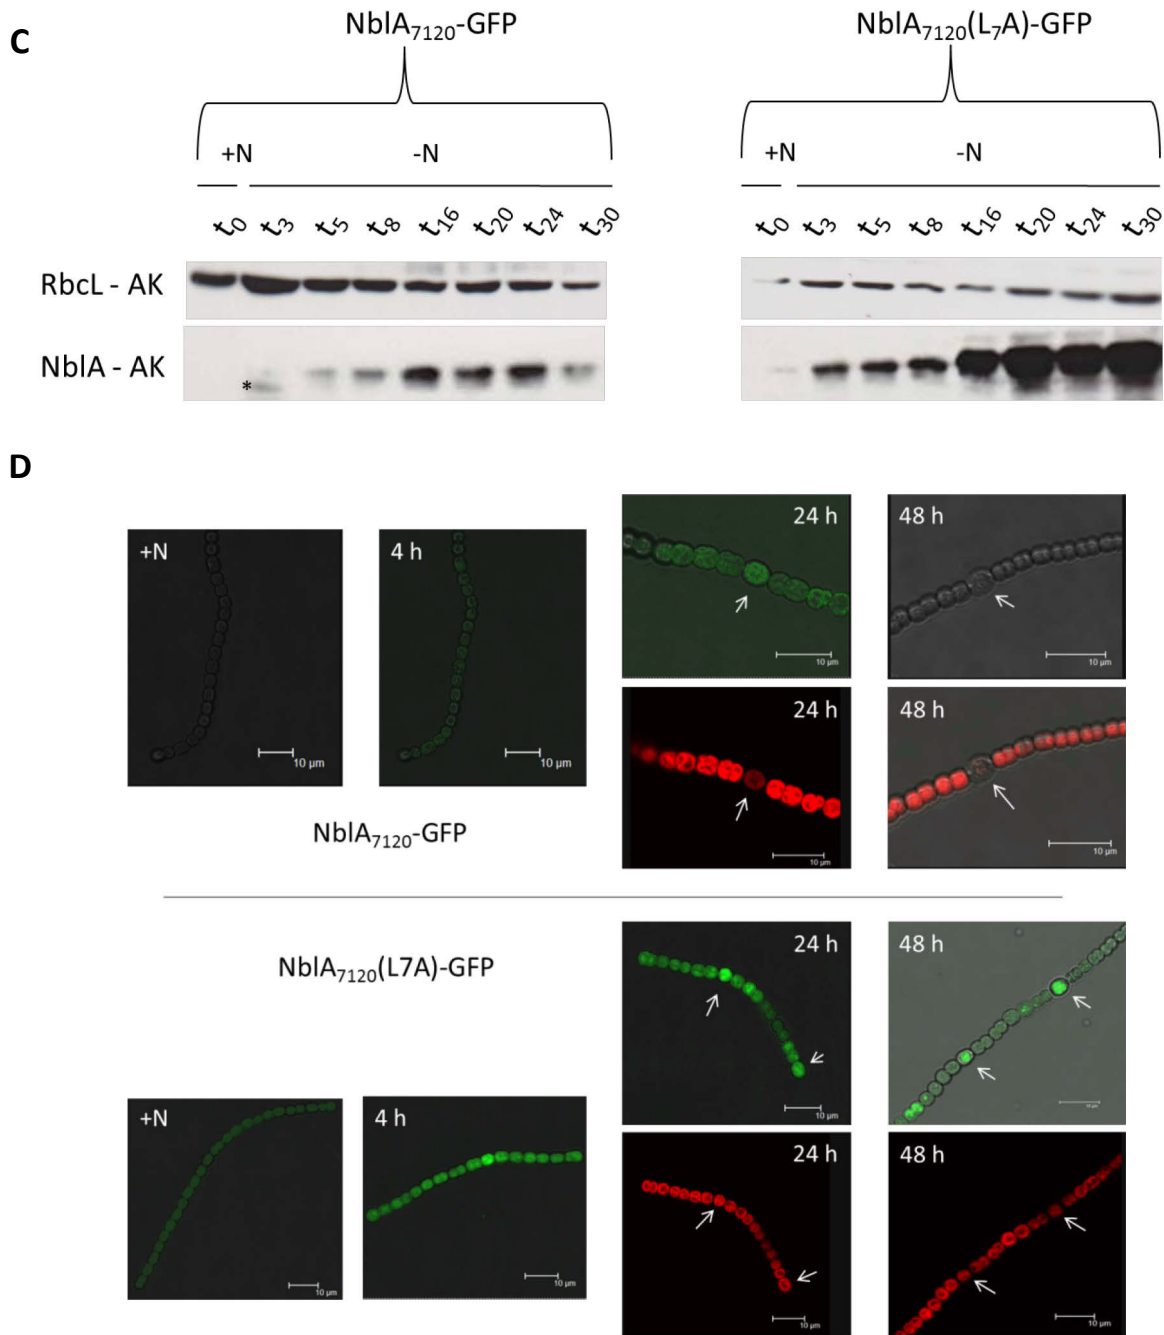 C
NblA₇₁₂₀-GFP
NblA₇₁₂₀(L₇A)-GFP
+N
-N
+N
-N
t₀ t₃ t₅ t₈ t₁₆ t₂₀ t₂₄ t₃₀
t₀ t₃ t₅ t₈ t₁₆ t₂₀ t₂₄ t₃₀
RbcL - AK
NblA - AK
*
D
+N
4 h
24 h
48 h
10 µm
10 µm
10 µm
10 µm
24 h
48 h
10 µm
10 µm
NblA₇₁₂₀-GFP
NblA₇₁₂₀(L7A)-GFP
24 h
48 h
10 µm
10 µm
+N
4 h
24 h
48 h
10 µm
10 µm
10 µm
10 µm